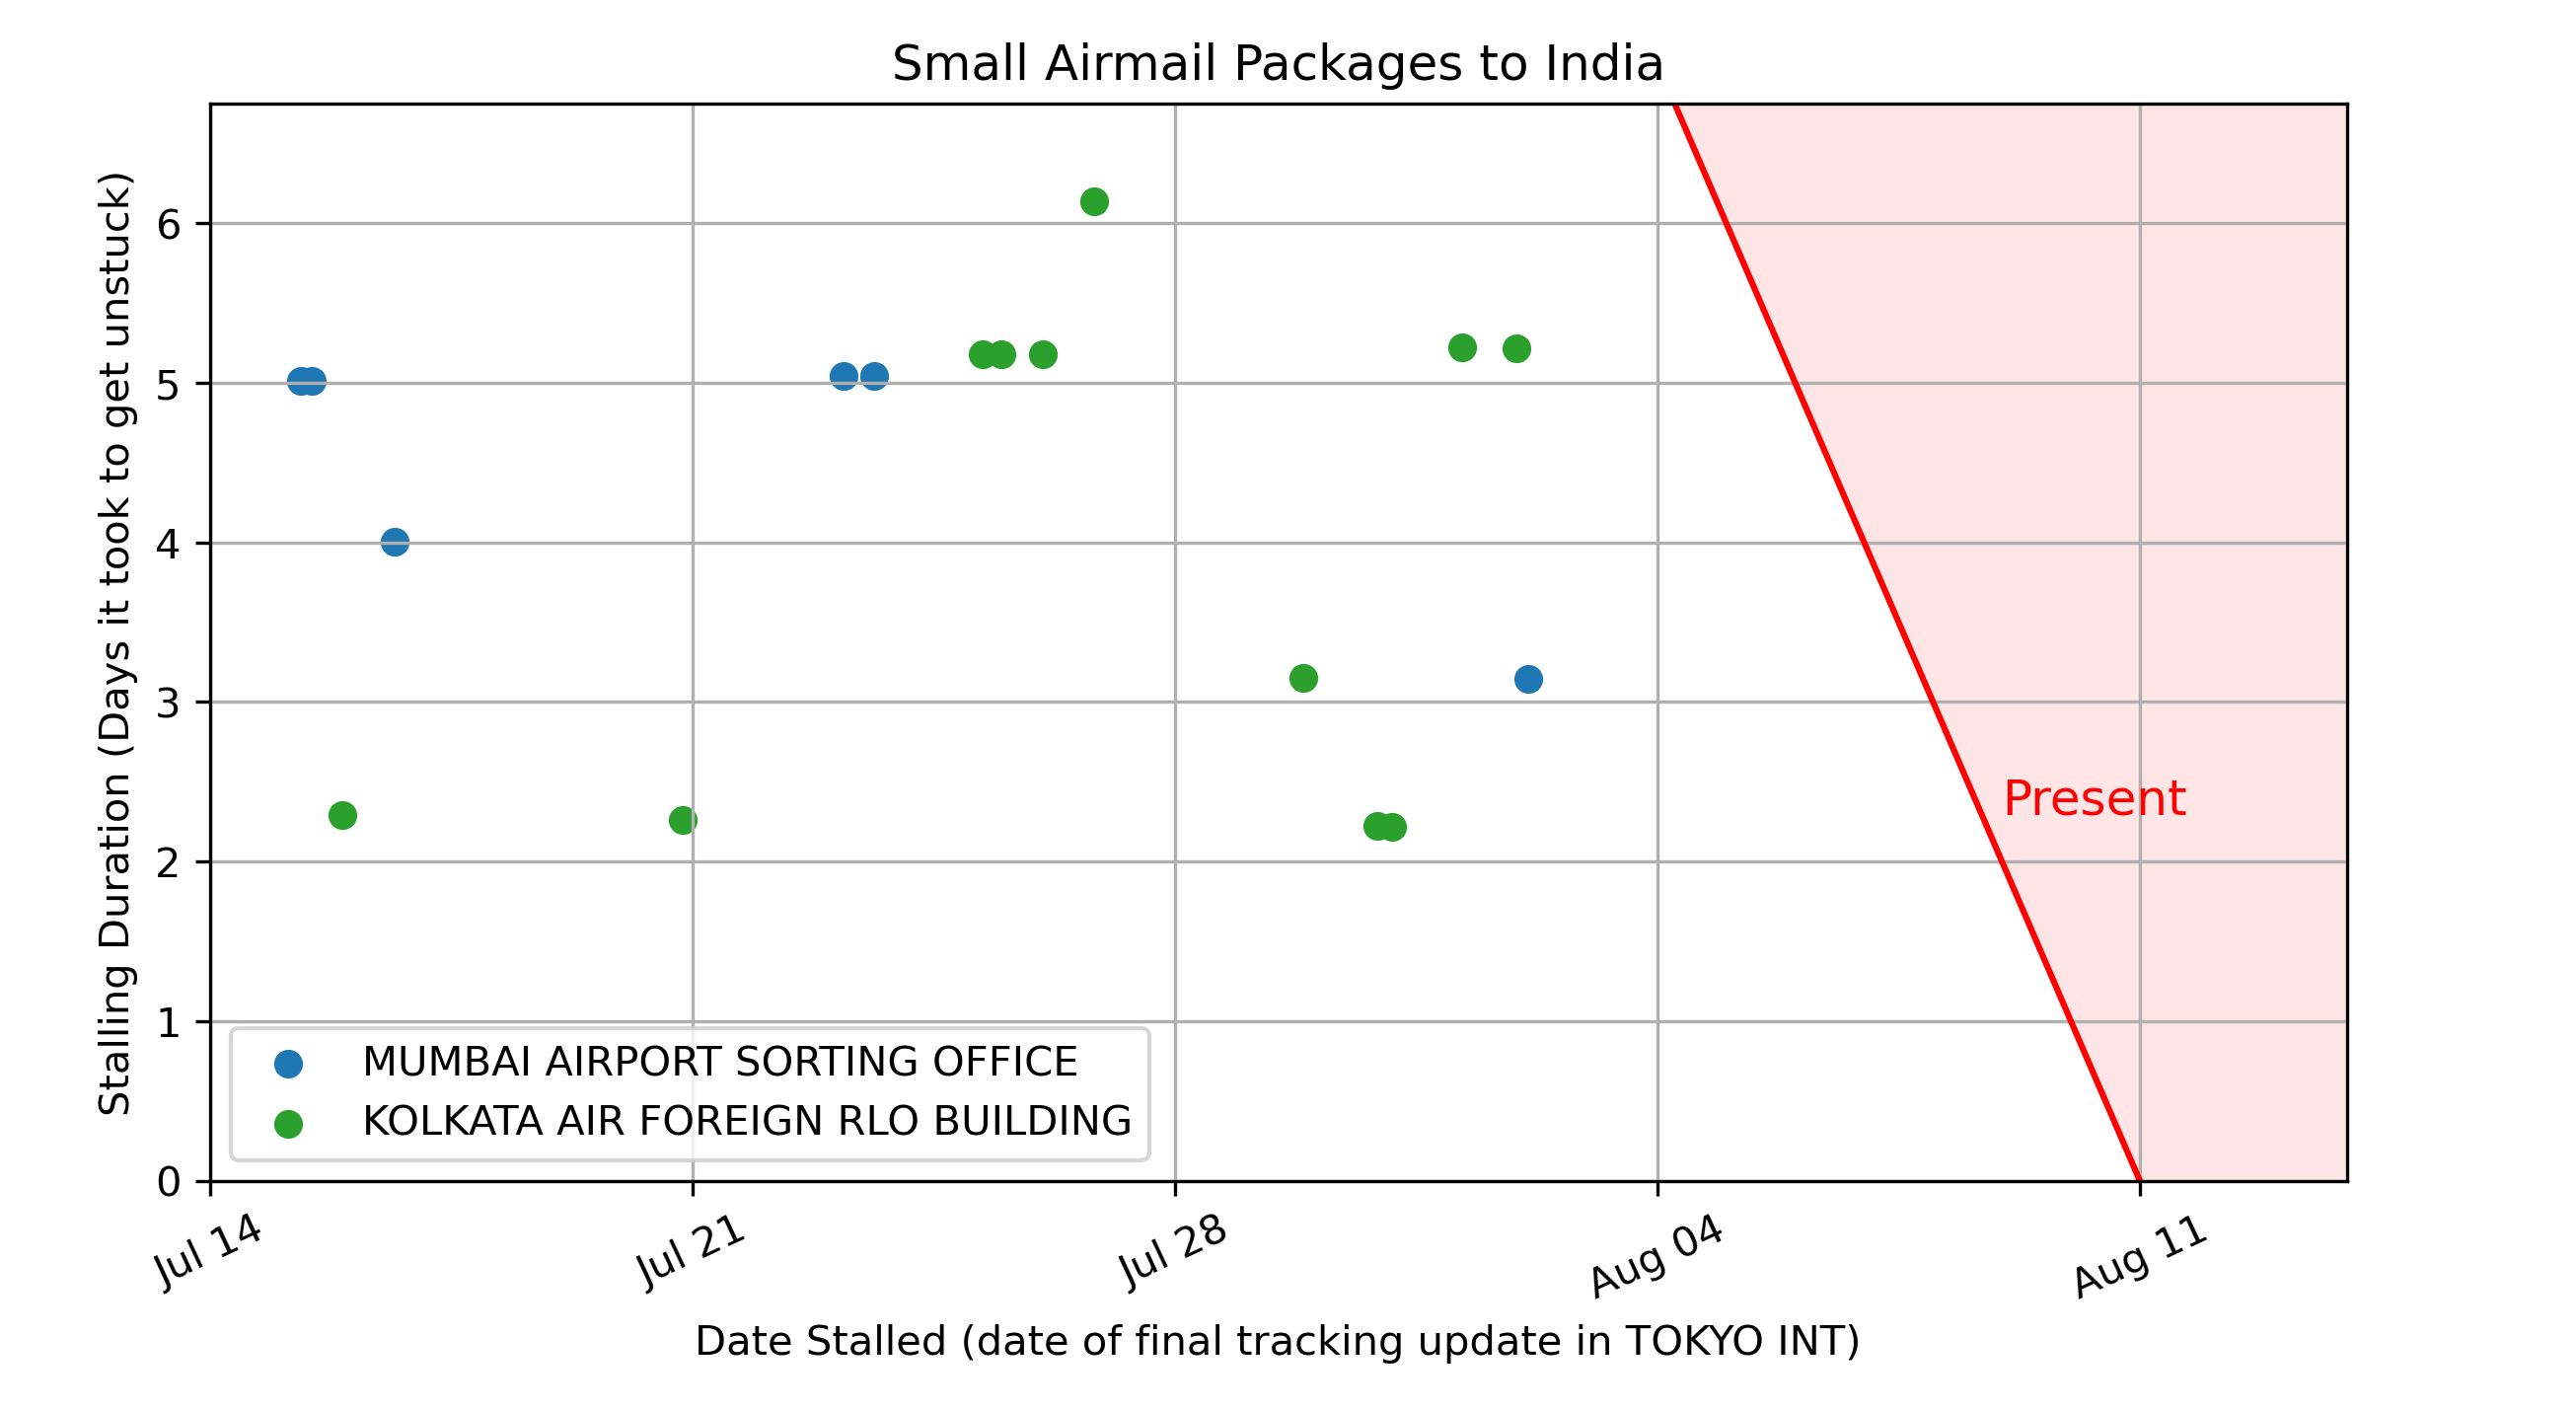 Small Airmail Packages to India
Stalling Duration (Days it took to get unstuck)
6
5
4
3
2
1
0
Present
MUMBAI AIRPORT SORTING OFFICE
KOLKATA AIR FOREIGN RLO BUILDING
Jul 14
Jul 21
Jul 28
Aug 04
Aug 11
Date Stalled (date of final tracking update in TOKYO INT)